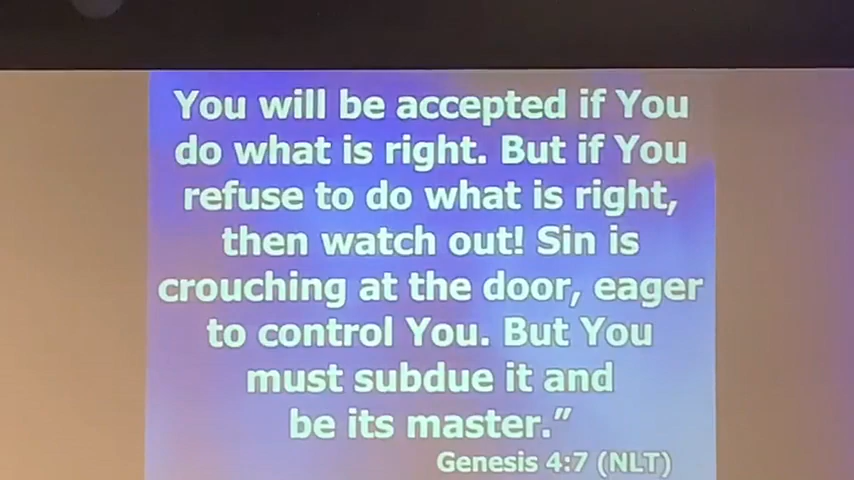 You will be accepted if You
do what is right. But if You
refuse to do what is right,
then watch out! Sin is
crouching at the door, eager
to control You. But You
must subdue it and
be its master.”
Genesis 4:7 (NLT)